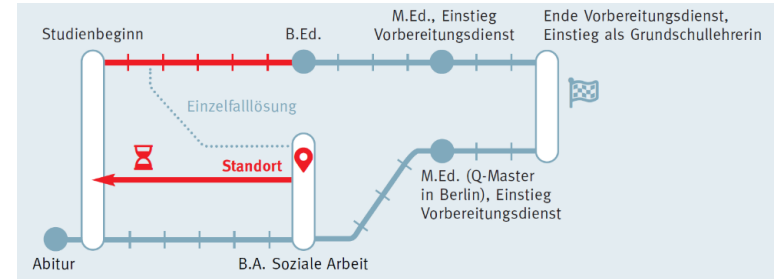 Studienbeginn
B.Ed.
M.Ed., Einstieg
Vorbereitungsdienst
Ende Vorbereitungsdienst,
Einstieg als Grundschullehrerin
Einzelfalllösung
Standort
M.Ed. (Q-Master
in Berlin), Einstieg
Vorbereitungsdienst
Abitur
B.A. Soziale Arbeit